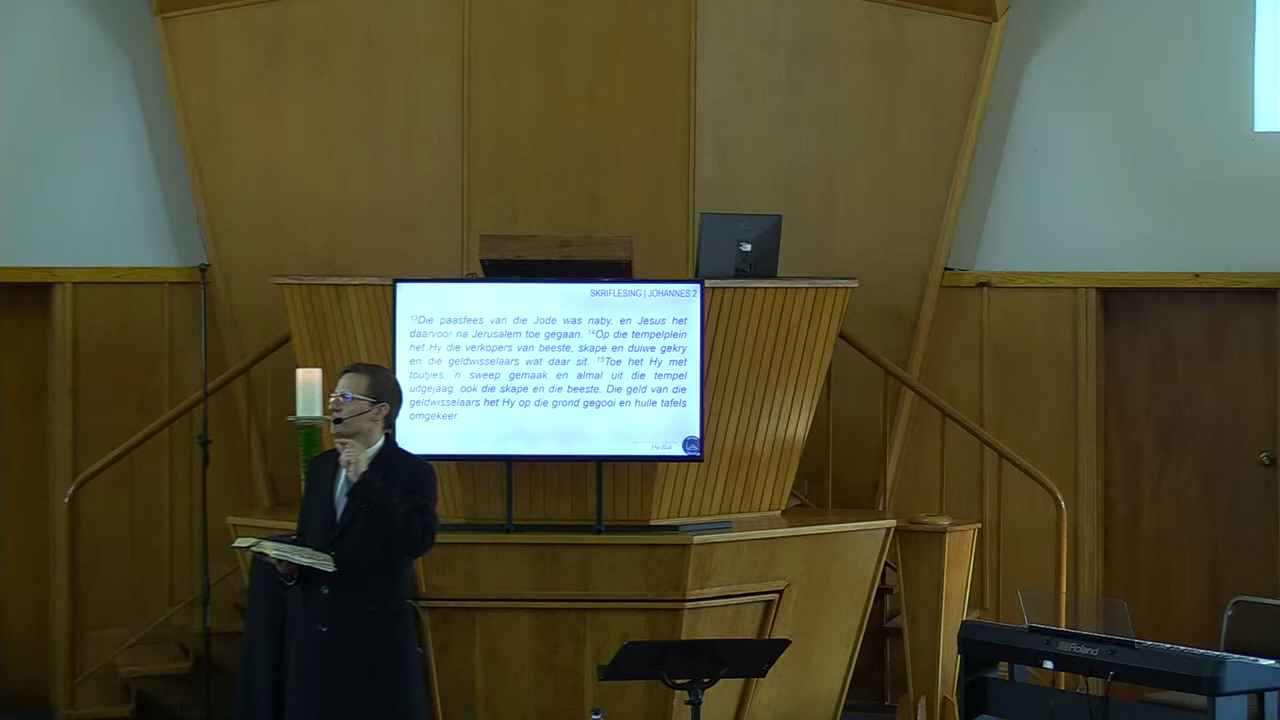 SKRIFLESING | JOHANNES 2
¹³Die paasfees van die Jode was naby, en Jesus het
daarvoor na Jerusalem toe gegaan. ¹⁴Op die tempelplein
het Hy die verkopers van beeste, skape en duiwe gekry
en die geldwisselaars wat daar sit. ¹⁵Toe het Hy met
toutjies 'n sweep gemaak en almal uit die tempel
uitgejaag, ook die skape en die beeste. Die geld van die
geldwisselaars het Hy op die grond gegooi en hulle tafels
omgekeer.
Roland